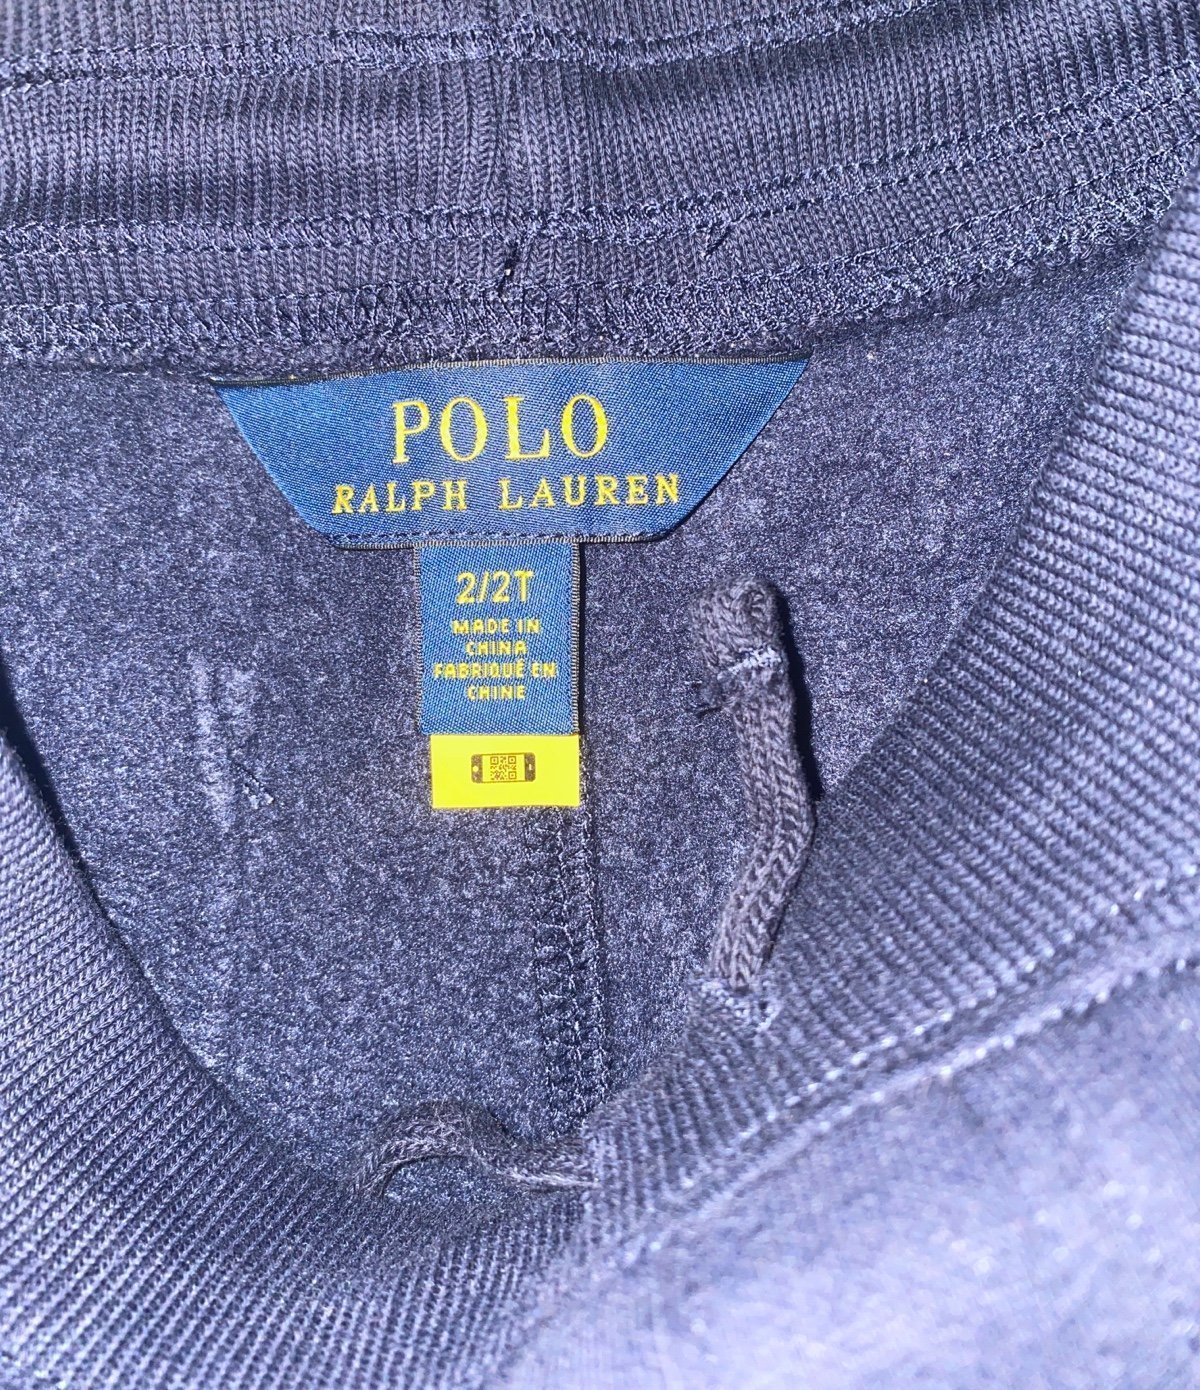 POLO
RALPH LAUREN
2/2T
MADE IN
CHINA
FABRIQUÉ EN
CHINE